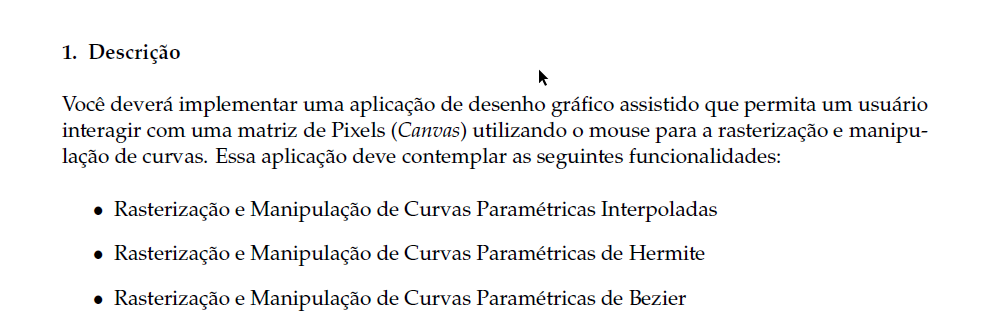 1. Descrição
Você deverá implementar uma aplicação de desenho gráfico assistido que permita um usuário
interagir com uma matriz de Pixels (Canvas) utilizando o mouse para a rasterização e manipu-
lação de curvas. Essa aplicação deve contemplar as seguintes funcionalidades:
• Rasterização e Manipulação de Curvas Paramétricas Interpoladas
• Rasterização e Manipulação de Curvas Paramétricas de Hermite
• Rasterização e Manipulação de Curvas Paramétricas de Bezier